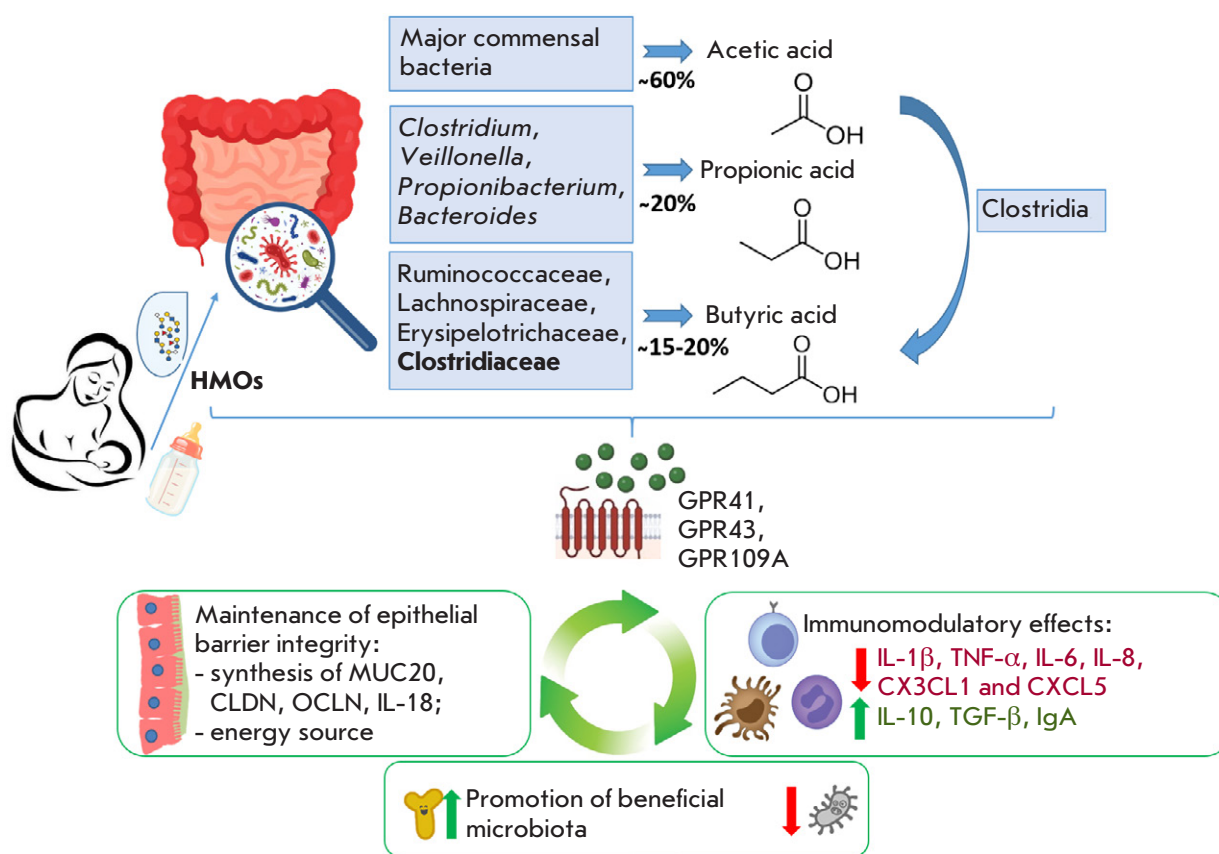 Major commensal
bacteria
~60%
Acetic acid
O
OH
Clostridium,
Veillonella,
Propionibacterium,
Bacteroides
~20%
Propionic acid
O
OH
Clostridia
Ruminococcaceae,
Lachnospiraceae,
Erysipelotrichaceae,
Clostridiaceae
~15-20%
Butyric acid
O
OH
HMOs
GPR41,
GPR43,
GPR109A
Maintenance of epithelial
barrier integrity:
- synthesis of MUC20,
CLDN, OCLN, IL-18;
- energy source
Immunomodulatory effects:
IL-1β, TNF-α, IL-6, IL-8,
CX3CL1 and CXCL5
IL-10, TGF-β, IgA
Promotion of beneficial
microbiota